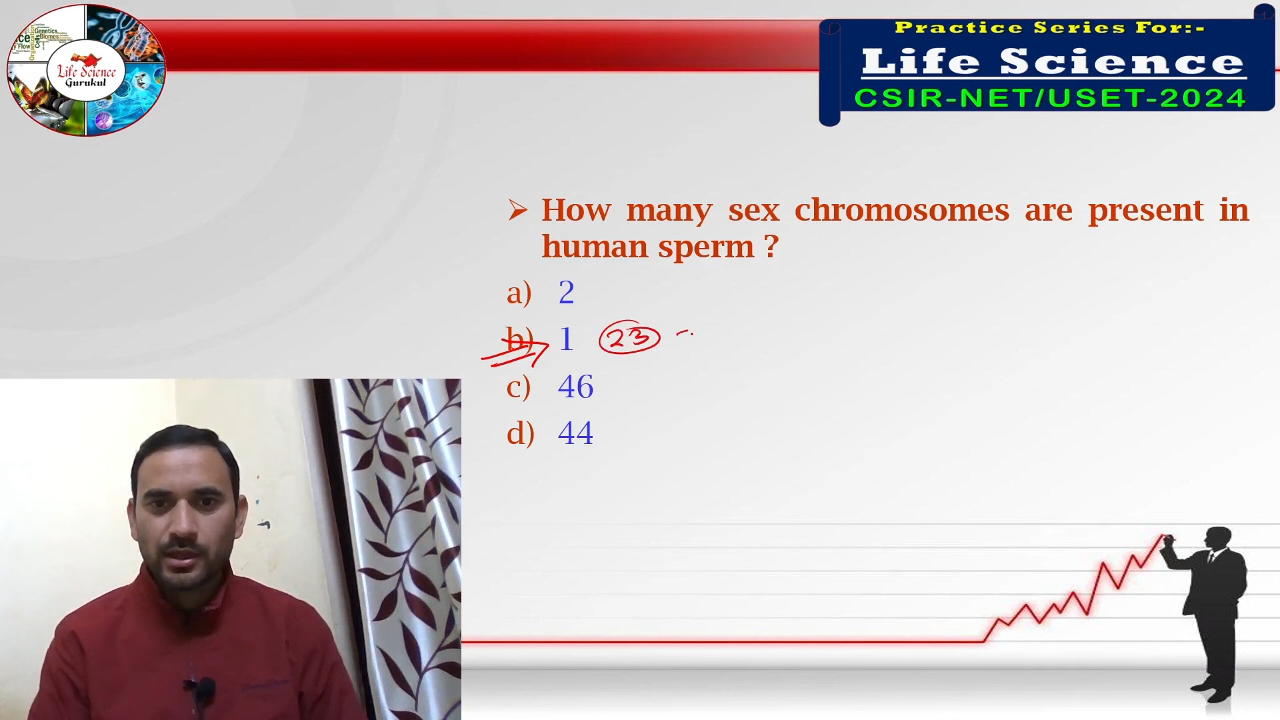 Genetics
Life Science
Gurukul
Practice Series For:-
Life Science
CSIR-NET/USET-2024
➢ How many sex chromosomes are present in
human sperm ?
a) 2
b) 1 23
c) 46
d) 44